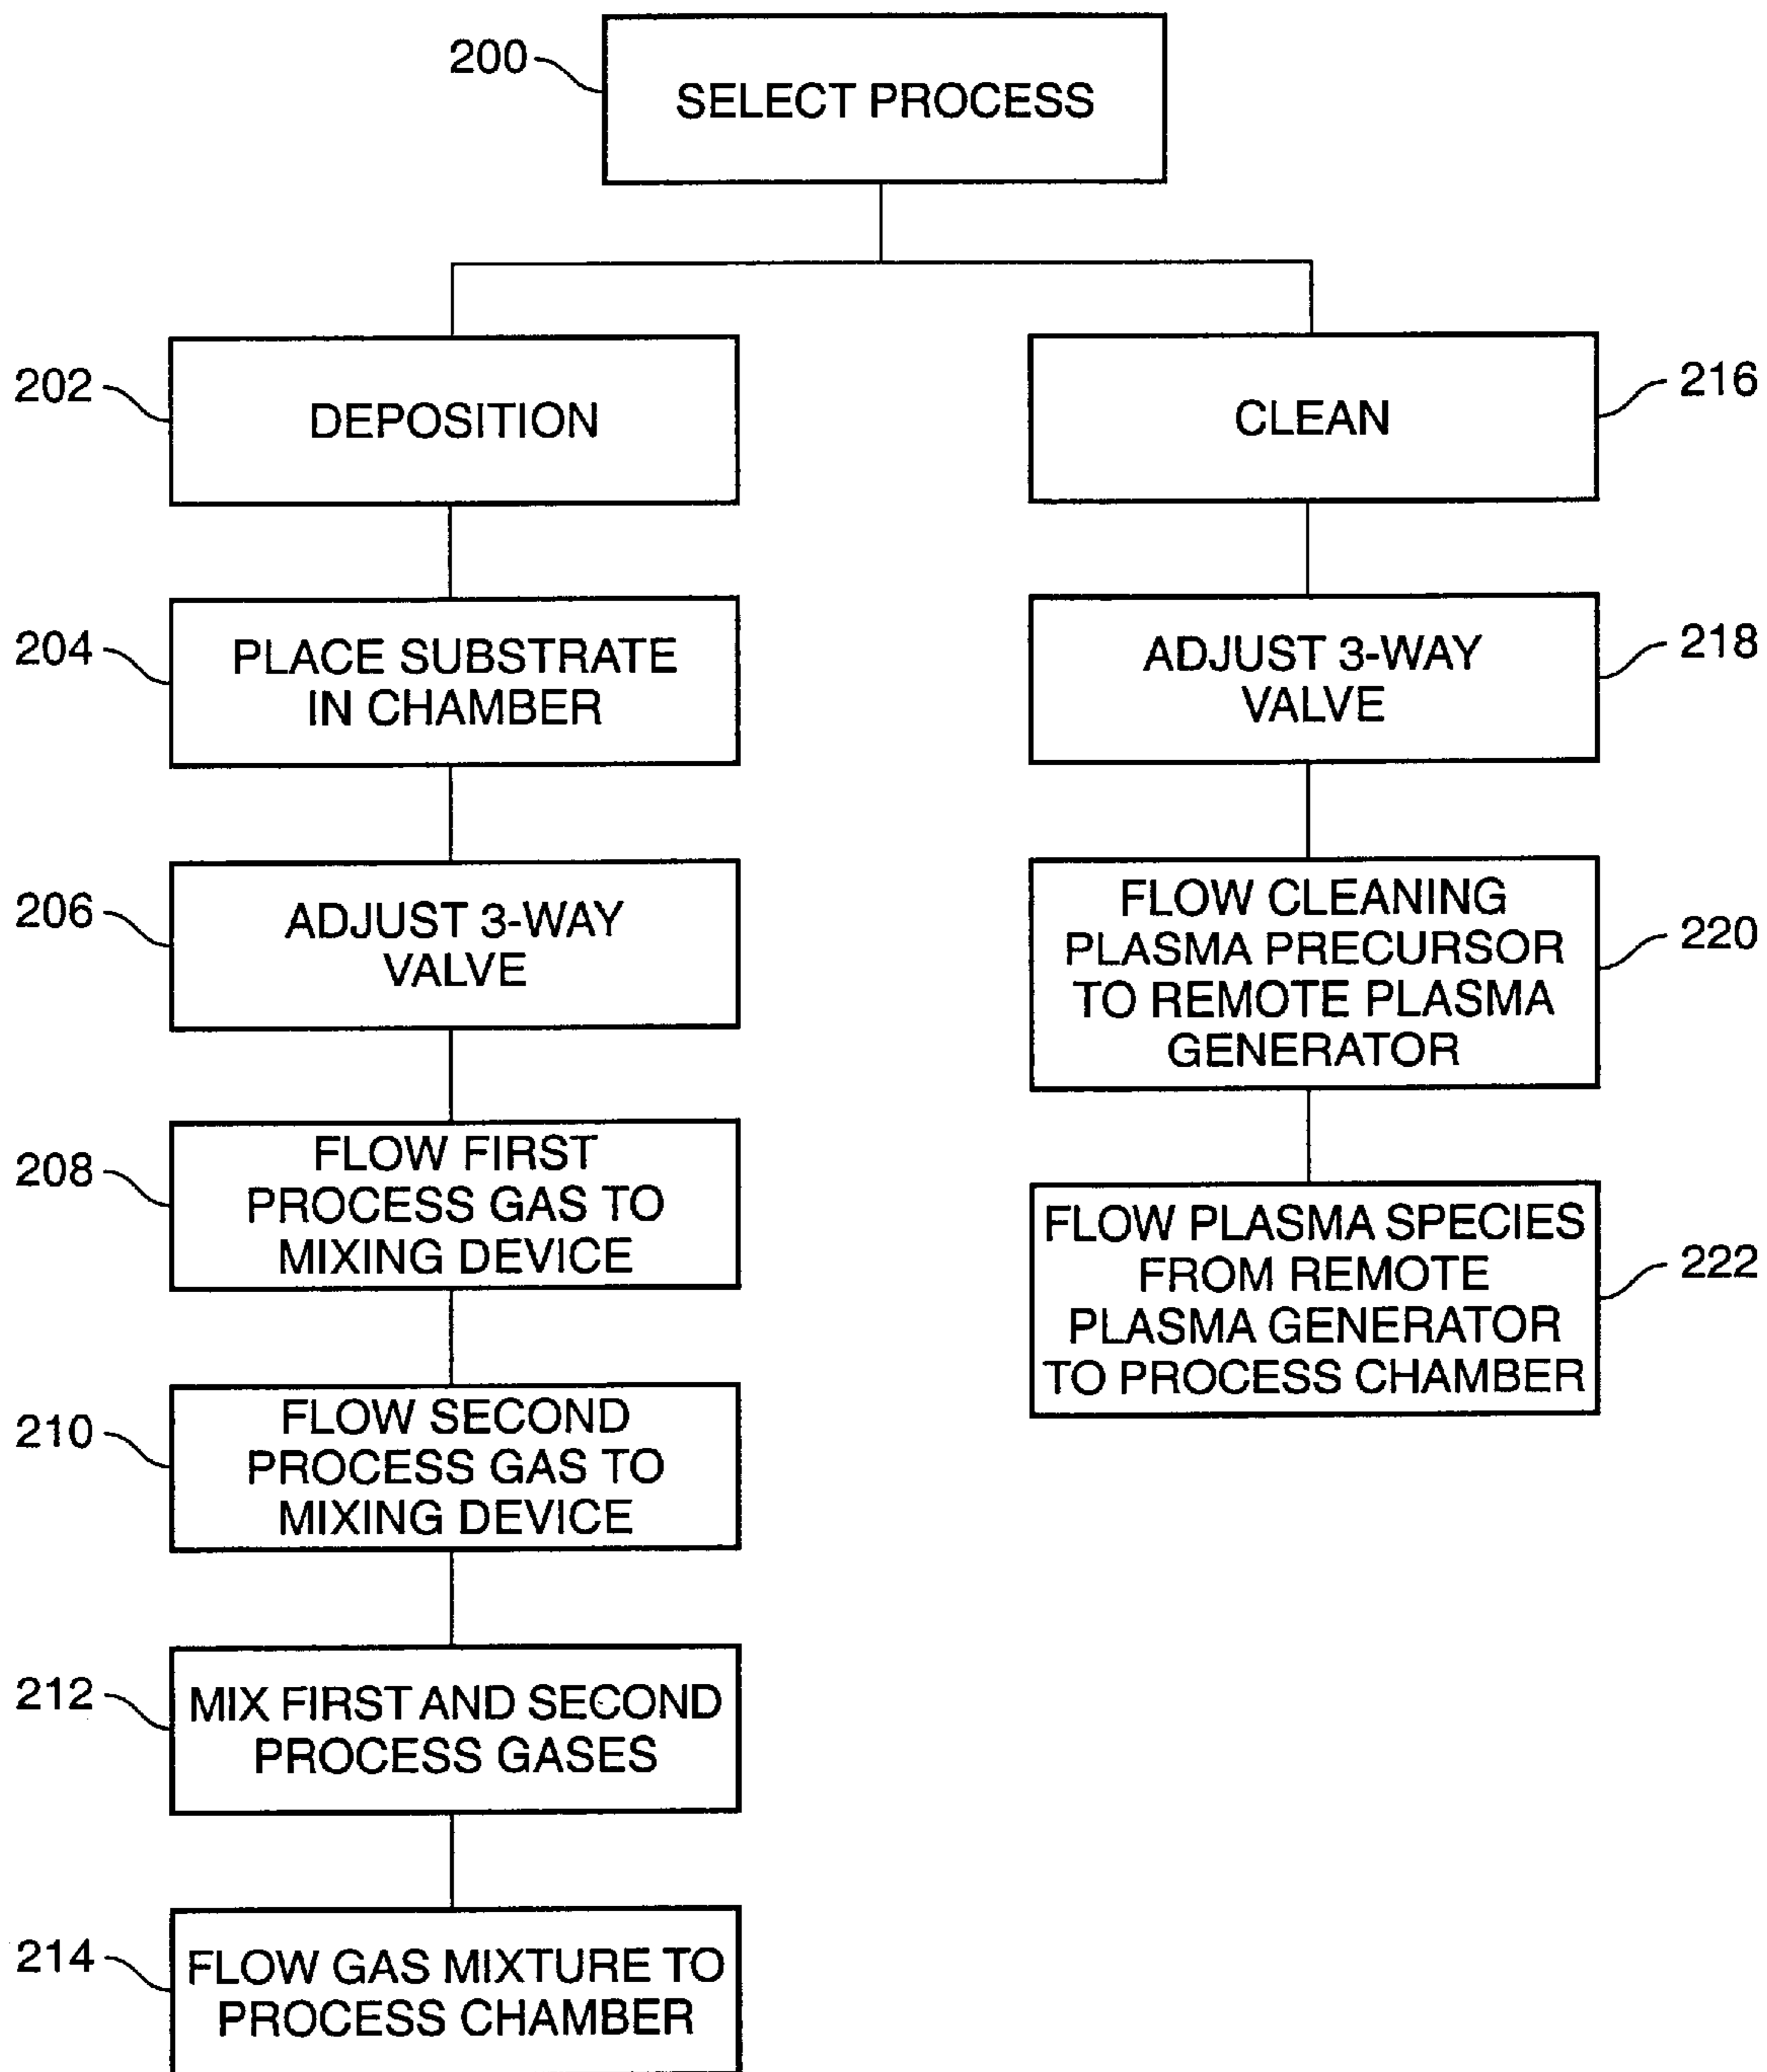 200
SELECT PROCESS
202
DEPOSITION
204
PLACE SUBSTRATE
IN CHAMBER
206
ADJUST 3-WAY
VALVE
208
FLOW FIRST
PROCESS GAS TO
MIXING DEVICE
210
FLOW SECOND
PROCESS GAS TO
MIXING DEVICE
212
MIX FIRST AND SECOND
PROCESS GASES
214
FLOW GAS MIXTURE TO
PROCESS CHAMBER
216
CLEAN
218
ADJUST 3-WAY
VALVE
220
FLOW CLEANING
PLASMA PRECURSOR
TO REMOTE PLASMA
GENERATOR
222
FLOW PLASMA SPECIES
FROM REMOTE
PLASMA GENERATOR
TO PROCESS CHAMBER